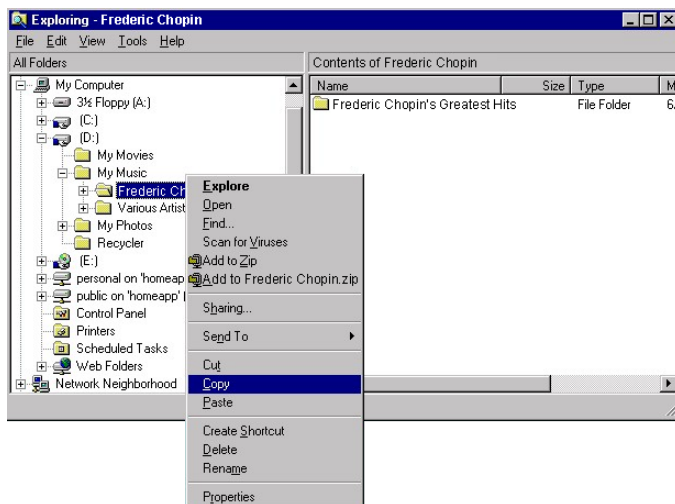 Exploring - Frederic Chopin
File Edit View Tools Help
All Folders
Contents of Frederic Chopin
Name Size Type M
My Computer
3½ Floppy (A:)
Frederic Chopin's Greatest Hits File Folder 6
(C:)
(D:)
My Movies
My Music
Frederic Ch
Various Artist
My Photos
Recycler
(E:)
personal on 'homeap
public on 'homeapp'
Control Panel
Printers
Scheduled Tasks
Web Folders
Network Neighborhood
Explore
Open
Find...
Scan for Viruses
Add to Zip
Add to Frederic Chopin.zip
Sharing...
Send To
Cut
Copy
Paste
Create Shortcut
Delete
Rename
Properties